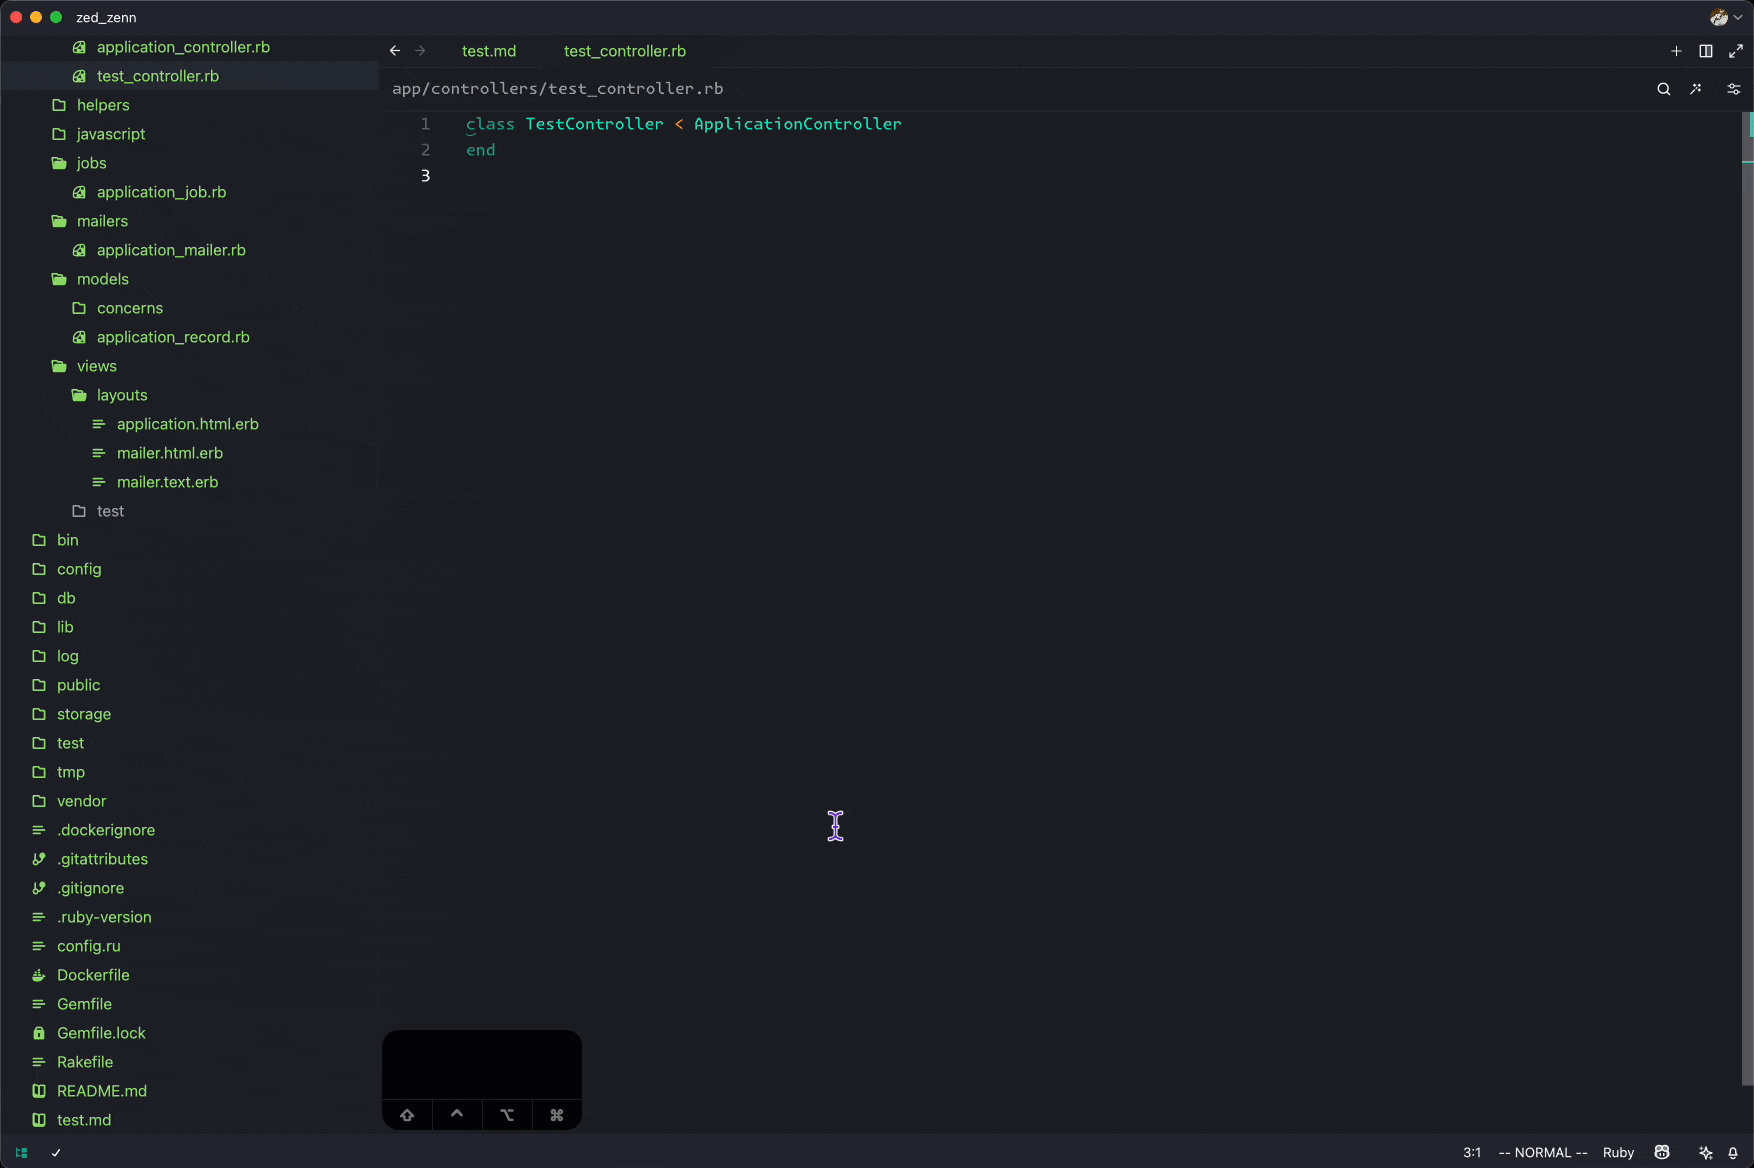 zed_zenn
application_controller.rb
test_controller.rb
helpers
javascript
jobs
application_job.rb
mailers
application_mailer.rb
models
concerns
application_record.rb
views
layouts
application.html.erb
mailer.html.erb
mailer.text.erb
test
bin
config
db
lib
log
public
storage
test
tmp
vendor
.dockerignore
.gitattributes
.gitignore
.ruby-version
config.ru
Dockerfile
Gemfile
Gemfile.lock
Rakefile
README.md
test.md
test.md test_controller.rb
app/controllers/test_controller.rb
1 class TestController < ApplicationController
2 end
3
3:1 -- NORMAL -- Ruby